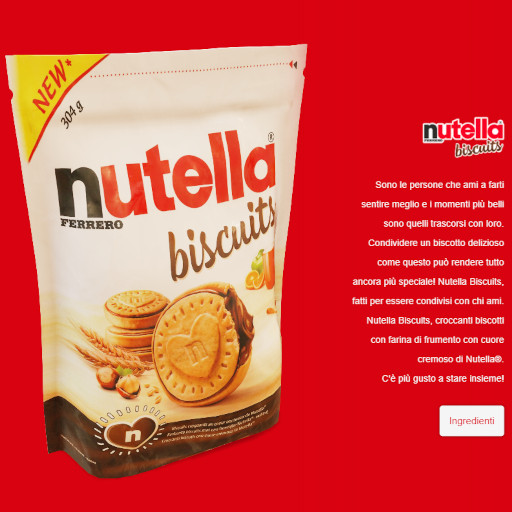 NEW*
304 g
nutella®
FERRERO
biscuits
n
n
nutella
FERRERO
biscuits
Sono le persone che ami a farti
sentire meglio e i momenti più belli
sono quelli trascorsi con loro.
Condividere un biscotto delizioso
come questo può rendere tutto
ancora più speciale! Nutella Biscuits,
fatti per essere condivisi con chi ami.
Nutella Biscuits, croccanti biscotti
con farina di frumento con cuore
cremoso di Nutella®.
C'è più gusto a stare insieme!
Ingredienti